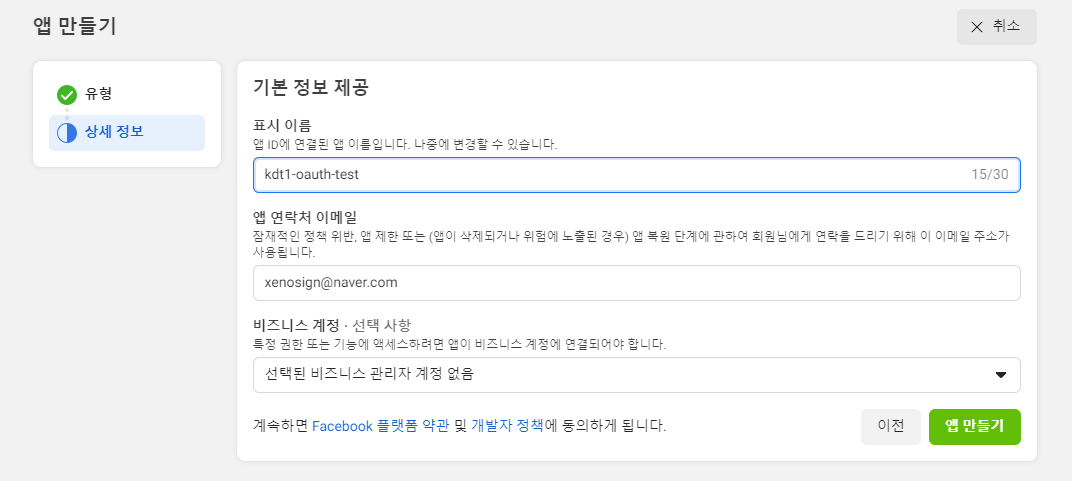 앱 만들기
취소
유형
상세 정보
기본 정보 제공
표시 이름
앱 ID에 연결된 앱 이름입니다. 나중에 변경할 수 있습니다.
kdt1-oauth-test 15/30
앱 연락처 이메일
잠재적인 정책 위반, 앱 제한 또는 (앱이 삭제되거나 위험에 노출된 경우) 앱 복원 단계에 관하여 회원님에게 연락을 드리기 위해 이 이메일 주소가
사용됩니다.
xenosign@naver.com
비즈니스 계정 · 선택 사항
특정 권한 또는 기능에 액세스하려면 앱이 비즈니스 계정에 연결되어야 합니다.
선택된 비즈니스 관리자 계정 없음
계속하면 Facebook 플랫폼 약관 및 개발자 정책에 동의하게 됩니다.
이전
앱 만들기